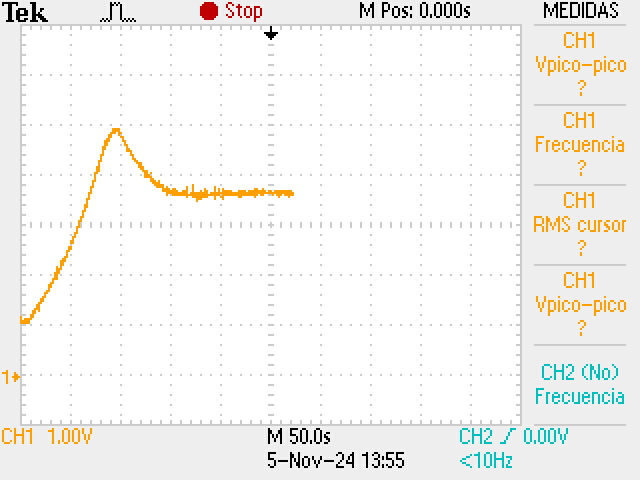 Tek Stop M Pos: 0.000s MEDIDAS
CH1
Vpico-pico
?
CH1
Frecuencia
?
CH1
RMS cursor
?
CH1
Vpico-pico
?
CH2 (No)
Frecuencia
1
CH1 1.00V M 50.0s CH2 0.00V
5-Nov-24 13:55 <10Hz